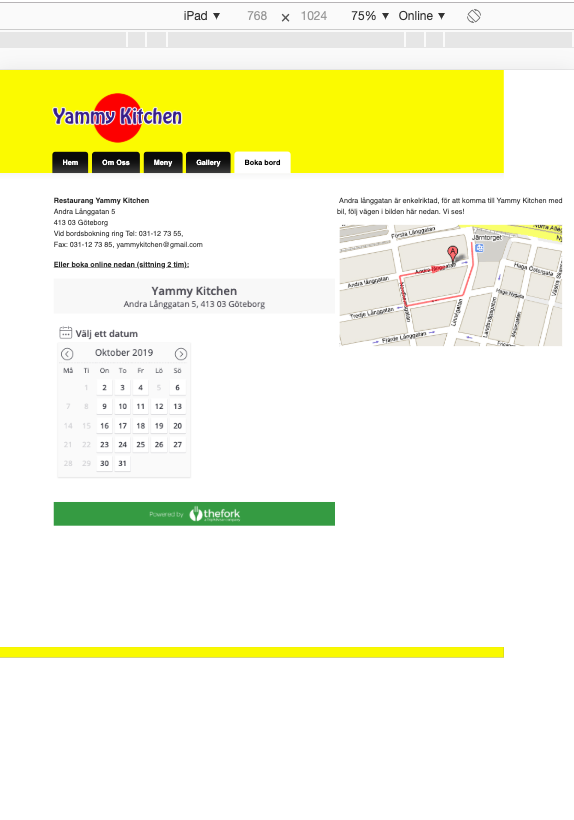 iPad ▼ 768 × 1024 75% ▼ Online ▼
Yammy Kitchen
Hem Om Oss Meny Gallery Boka bord
Restaurang Yammy Kitchen
Andra Långgatan 5
413 03 Göteborg
Vid bordsbokning ring Tel: 031-12 73 55,
Fax: 031-12 73 85, yammykitchen@gmail.com
Eller boka online nedan (sittning 2 tim):
Yammy Kitchen
Andra Långgatan 5, 413 03 Göteborg
Välj ett datum
Oktober 2019
Må Ti On To Fr Lö Sö
1 2 3 4 5 6
7 8 9 10 11 12 13
14 15 16 17 18 19 20
21 22 23 24 25 26 27
28 29 30 31
Powered by thefork
Andra långgatan är enkelriktad, för att komma till Yammy Kitchen med
bil, följ vägen i bilden här nedan. Vi ses!
Första Långgatan
Järntorget
Norra Allég
A
Andra långgatan
Andra långgatan
Haga Östergata
Haga Nygata
Tredje Långgatan
Fjärde Långgatan
Linnégatan
Landsvägsgatan